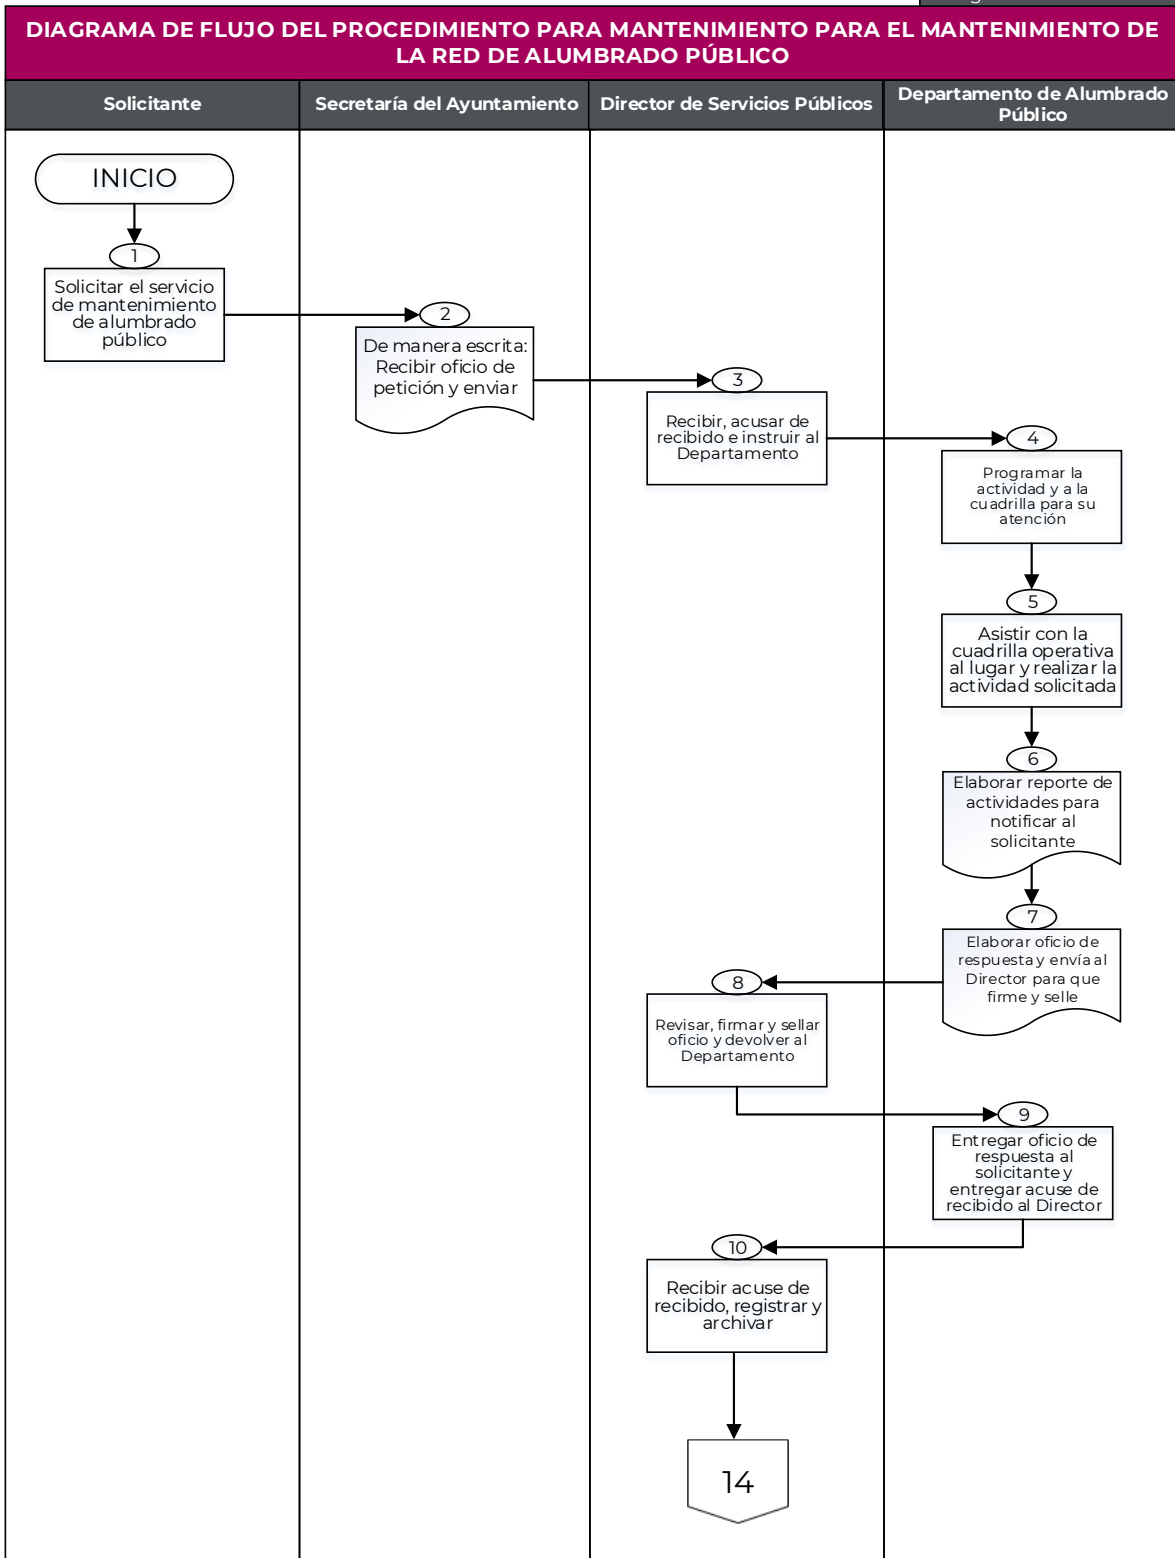 DIAGRAMA DE FLUJO DEL PROCEDIMIENTO PARA MANTENIMIENTO PARA EL MANTENIMIENTO DE
LA RED DE ALUMBRADO PÚBLICO
Solicitante
Secretaría del Ayuntamiento
Director de Servicios Públicos
Departamento de Alumbrado
Público
INICIO
1
Solicitar el servicio
de mantenimiento
de alumbrado
público
2
De manera escrita:
Recibir oficio de
petición y enviar
3
Recibir, acusar de
recibido e instruir al
Departamento
4
Programar la
actividad y a la
cuadrilla para su
atención
5
Asistir con la
cuadrilla operativa
al lugar y realizar la
actividad solicitada
6
Elaborar reporte de
actividades para
notificar al
solicitante
7
Elaborar oficio de
respuesta y envía al
Director para que
firme y selle
8
Revisar, firmar y sellar
oficio y devolver al
Departamento
9
Entregar oficio de
respuesta al
solicitante y
entregar acuse de
recibido al Director
10
Recibir acuse de
recibido, registrar y
archivar
14